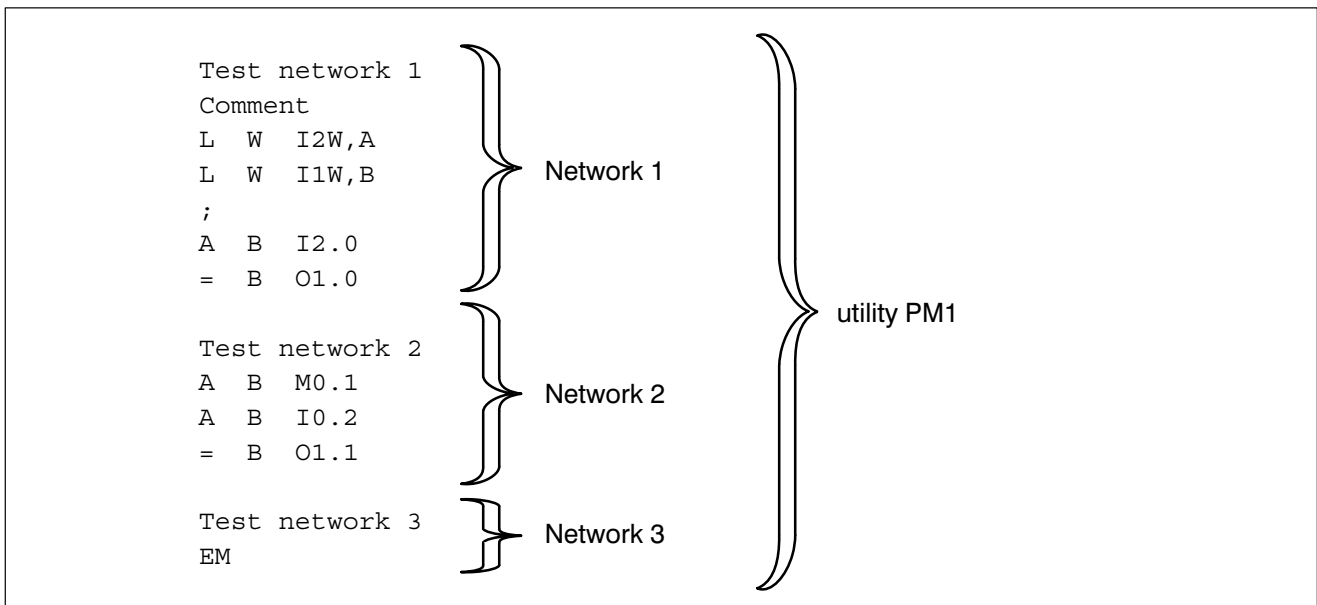 Test network 1
Comment
L W I2W,A
L W I1W,B
;
A B I2.0
= B O1.0
Network 1
Test network 2
A B M0.1
A B I0.2
= B O1.1
Network 2
Test network 3
EM
Network 3
utility PM1